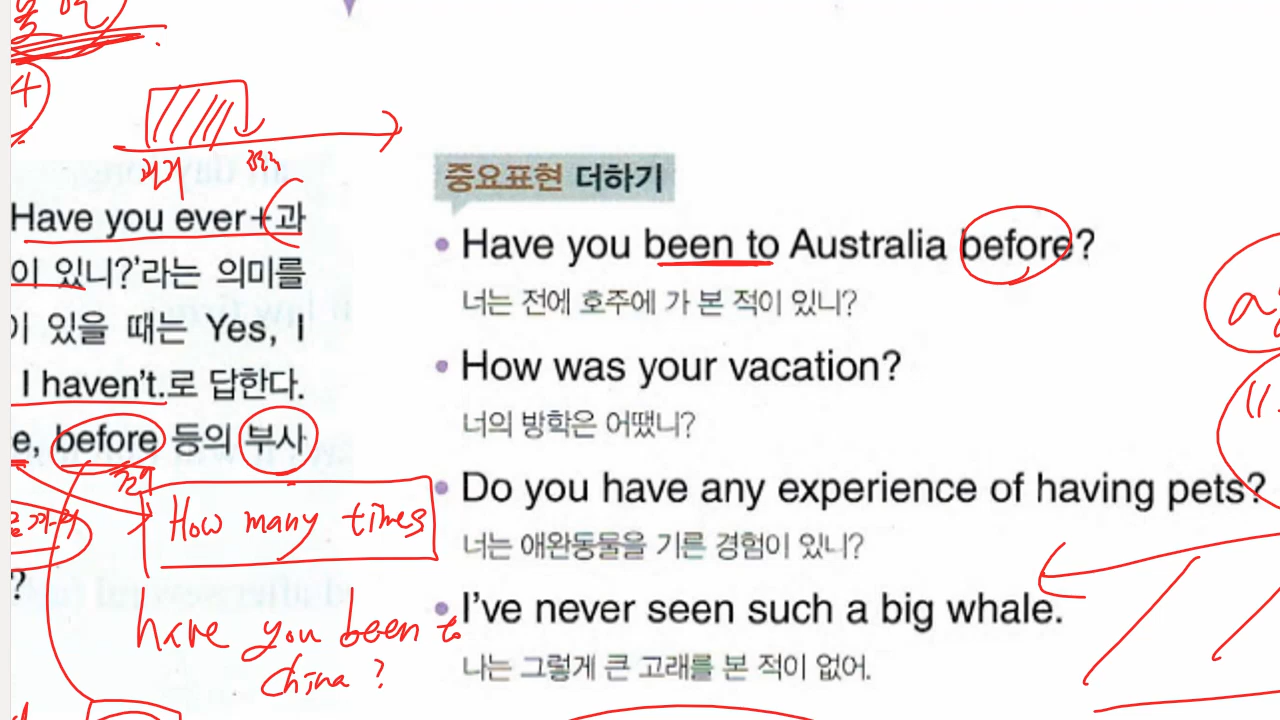 4
과거
현재
Have you ever+과
이 있니?'라는 의미를
이 있을 때는 Yes, I
I haven't.로 답한다.
e, before 등의 부사
How many times
?
have you been to
China ?
중요표현 더하기
• Have you been to Australia before?
너는 전에 호주에 가 본 적이 있니?
• How was your vacation?
너의 방학은 어땠니?
• Do you have any experience of having pets?
너는 애완동물을 기른 경험이 있니?
• I've never seen such a big whale.
나는 그렇게 큰 고래를 본 적이 없어.